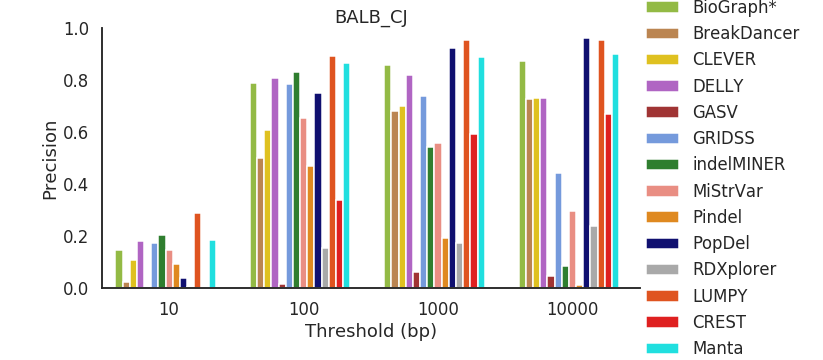 BALB_CJ
Precision
1.0
0.8
0.6
0.4
0.2
0.0
10 100 1000 10000
Threshold (bp)
BioGraph*
BreakDancer
CLEVER
DELLY
GASV
GRIDSS
indelMINER
MiStrVar
Pindel
PopDel
RDXplorer
LUMPY
CREST
Manta